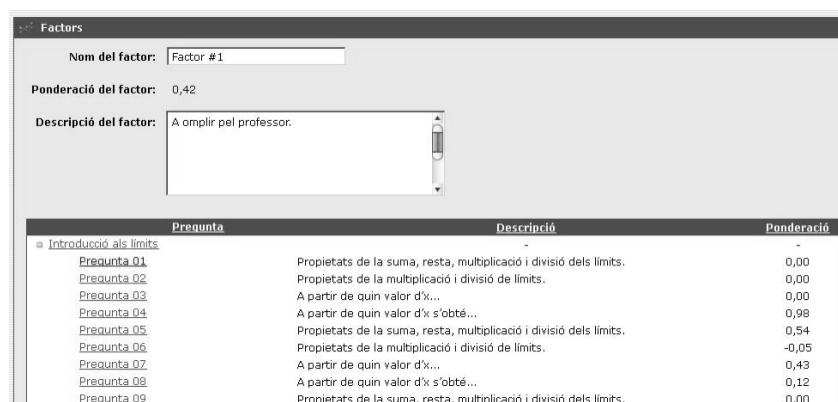 Factors
Nom del factor: Factor #1
Ponderació del factor: 0,42
Descripció del factor: A omplir pel professor.
Pregunta Descripció Ponderació
Introducció als límits - -
Pregunta 01 Propietats de la suma, resta, multiplicació i divisió dels límits. 0,00
Pregunta 02 Propietats de la multiplicació i divisió de límits. 0,00
Pregunta 03 A partir de quin valor d'x... 0,00
Pregunta 04 A partir de quin valor d'x s'obté... 0,98
Pregunta 05 Propietats de la suma, resta, multiplicació i divisió dels límits. 0,54
Pregunta 06 Propietats de la multiplicació i divisió de límits. -0,05
Pregunta 07 A partir de quin valor d'x... 0,43
Pregunta 08 A partir de quin valor d'x s'obté... 0,12
Pregunta 09 Propietats de la suma, resta, multiplicació i divisió dels límits. 0,00